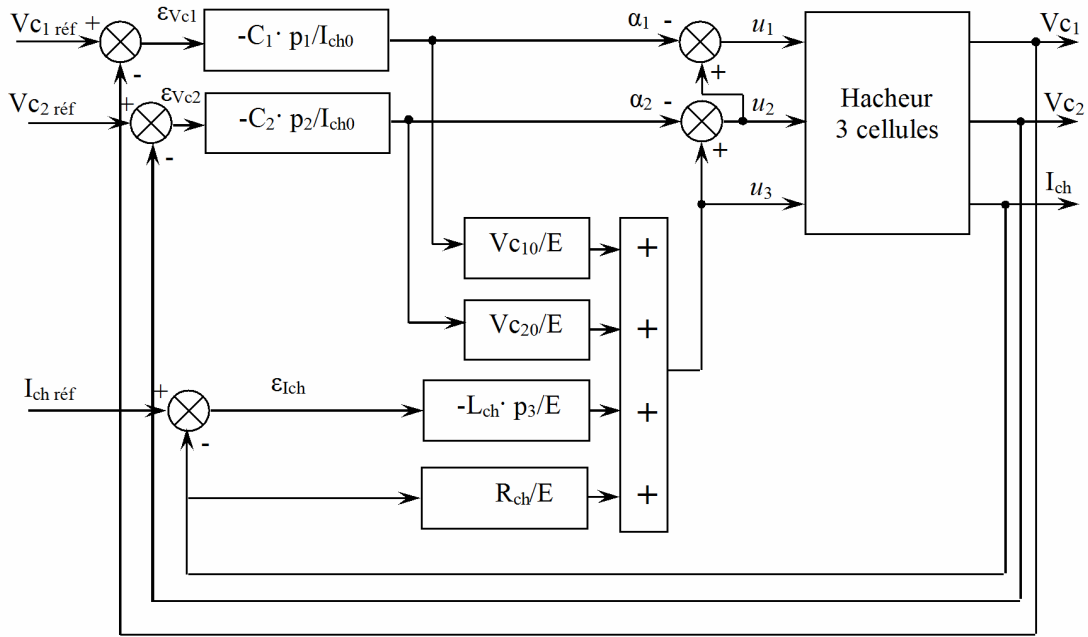 Vc1 réf + εVc1 -C1· p1/Ich0 α1 - u1 Vc1
- +
Vc2 réf + εVc2 -C2· p2/Ich0 α2 - u2 Hacheur Vc2
3 cellules
- +
u3 Ich
Vc10/E +
Vc20/E +
Ich réf + εIch -Lch· p3/E +
-
Rch/E +